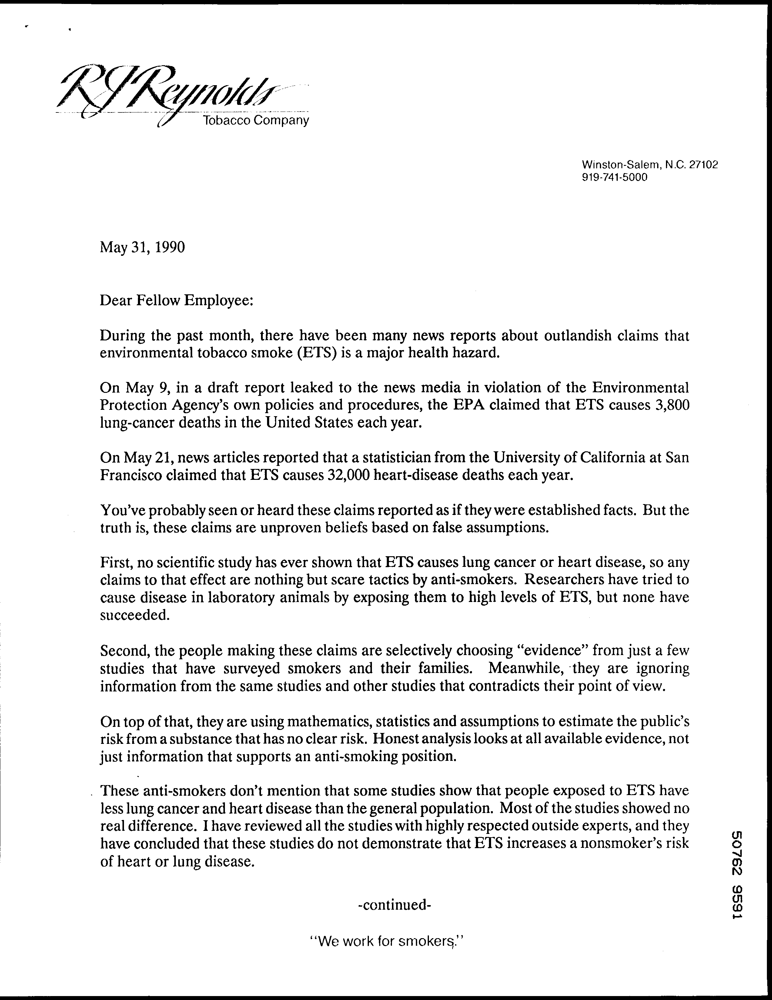 RJReynolds
Tobacco Company
Winston-Salem, N.C. 27102
919-741-5000
May 31, 1990
Dear Fellow Employee:
During the past month, there have been many news reports about outlandish claims that
environmental tobacco smoke (ETS) is a major health hazard.
On May 9, in a draft report leaked to the news media in violation of the Environmental
Protection Agency's own policies and procedures, the EPA claimed that ETS causes 3,800
lung-cancer deaths in the United States each year.
On May 21, news articles reported that a statistician from the University of California at San
Francisco claimed that ETS causes 32,000 heart-disease deaths each year.
You've probably seen or heard these claims reported as if they were established facts. But the
truth is, these claims are unproven beliefs based on false assumptions.
First, no scientific study has ever shown that ETS causes lung cancer or heart disease, so any
claims to that effect are nothing but scare tactics by anti-smokers. Researchers have tried to
cause disease in laboratory animals by exposing them to high levels of ETS, but none have
succeeded.
Second, the people making these claims are selectively choosing "evidence" from just a few
studies that have surveyed smokers and their families. Meanwhile, they are ignoring
information from the same studies and other studies that contradicts their point of view.
On top of that, they are using mathematics, statistics and assumptions to estimate the public's
risk from a substance that has no clear risk. Honest analysis looks at all available evidence, not
just information that supports an anti-smoking position.
These anti-smokers don't mention that some studies show that people exposed to ETS have
less lung cancer and heart disease than the general population. Most of the studies showed no
real difference. I have reviewed all the studies with highly respected outside experts, and they
have concluded that these studies do not demonstrate that ETS increases a nonsmoker's risk
of heart or lung disease.
-continued-
"We work for smokers."
50762 9591